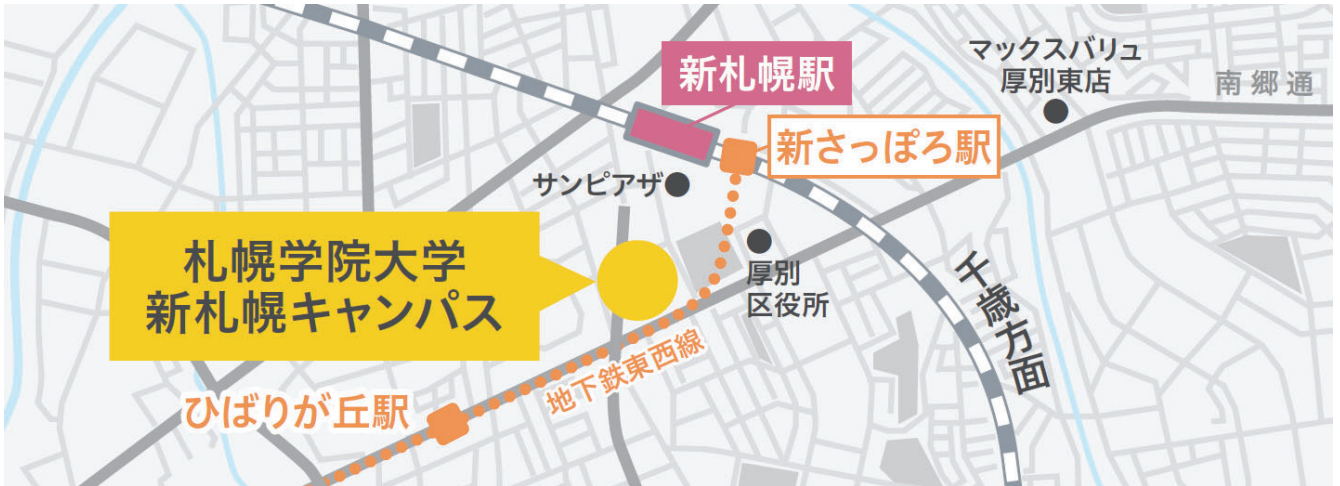 マックスバリュ
厚別東店
南郷通
新札幌駅
新さっぽろ駅
サンピアザ
札幌学院大学
新札幌キャンパス
厚別
区役所
千歳方面
地下鉄東西線
ひばりが丘駅